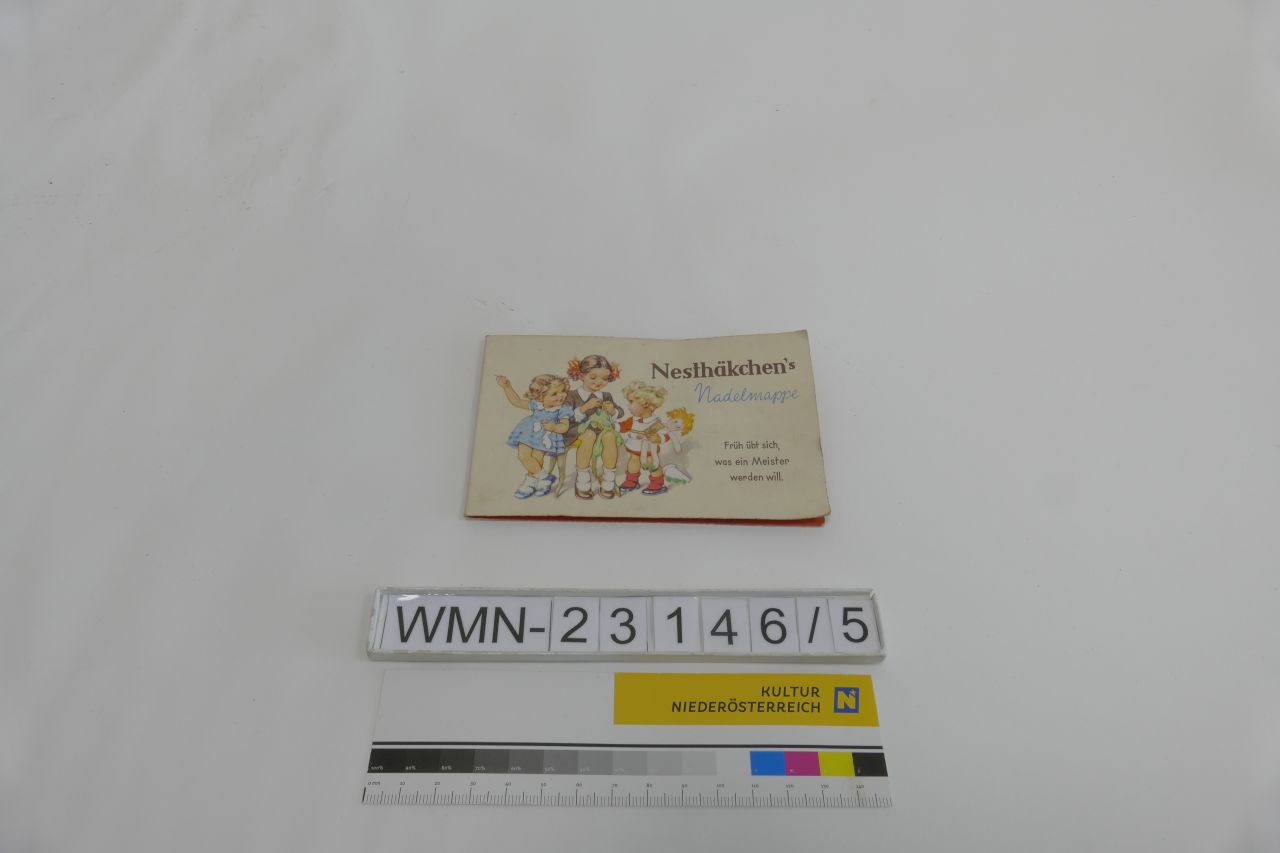 Nesthäkchen's
Nadelmappe
Früh übt sich,
was ein Meister
werden will.
WMN-23146/5
KULTUR
NIEDERÖSTERREICH
N